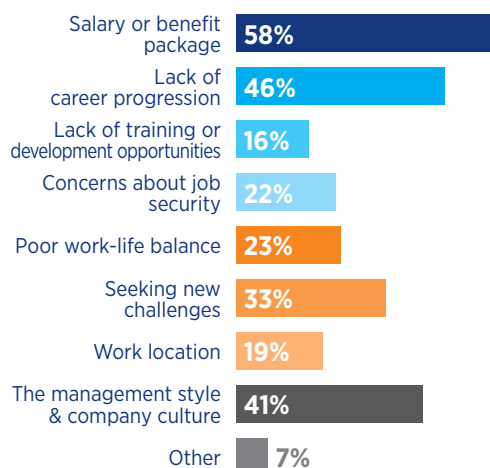 Salary or benefit
package
58%
Lack of
career progression
46%
Lack of training or
development opportunities
16%
Concerns about job
security
22%
Poor work-life balance
23%
Seeking new
challenges
33%
Work location
19%
The management style
& company culture
41%
Other
7%